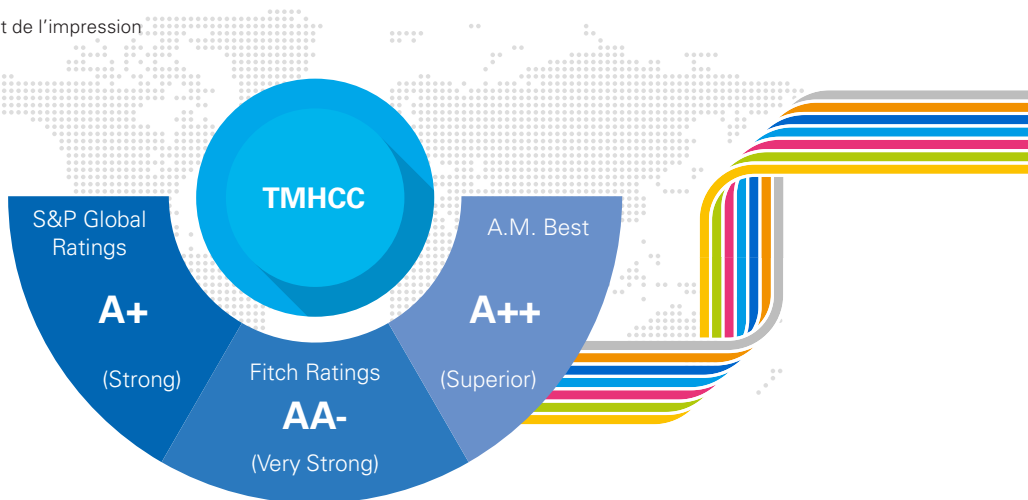 t de l’impression
TMHCC
S&P Global
Ratings
A+
(Strong)
Fitch Ratings
AA-
(Very Strong)
A.M. Best
A++
(Superior)